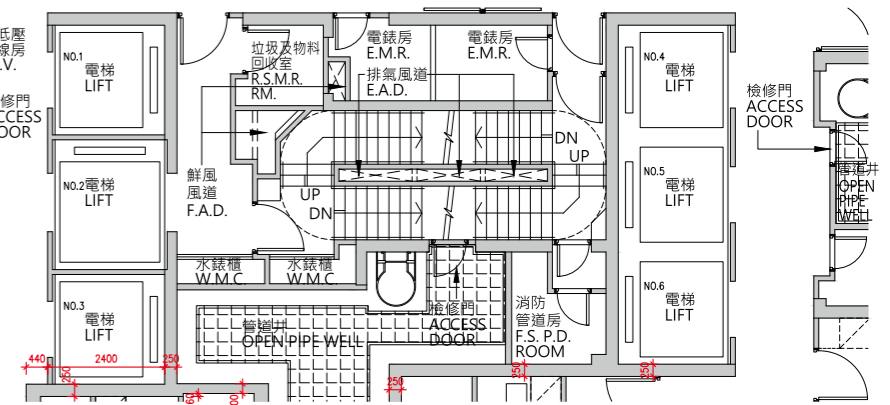 低壓
線房
.V.
修門
CCESS
OOR
NO.1
電梯
LIFT
NO.2 電梯
LIFT
NO.3
電梯
LIFT
垃圾及物料
回收室
R.S.M.R.
RM.
電錶房
E.M.R.
電錶房
E.M.R.
排氣風道
E.A.D.
鮮風
風道
F.A.D.
UP
DN
DN
UP
水錶櫃
W.M.C.
水錶櫃
W.M.C.
管道井
OPEN PIPE WELL
檢修門
ACCESS
DOOR
消防
管道房
F.S. P.D.
ROOM
NO.4
電梯
LIFT
NO.5
電梯
LIFT
NO.6
電梯
LIFT
檢修門
ACCESS
DOOR
管道井
OPEN
PIPE
WELL
440
2400
250
250
250
250
250